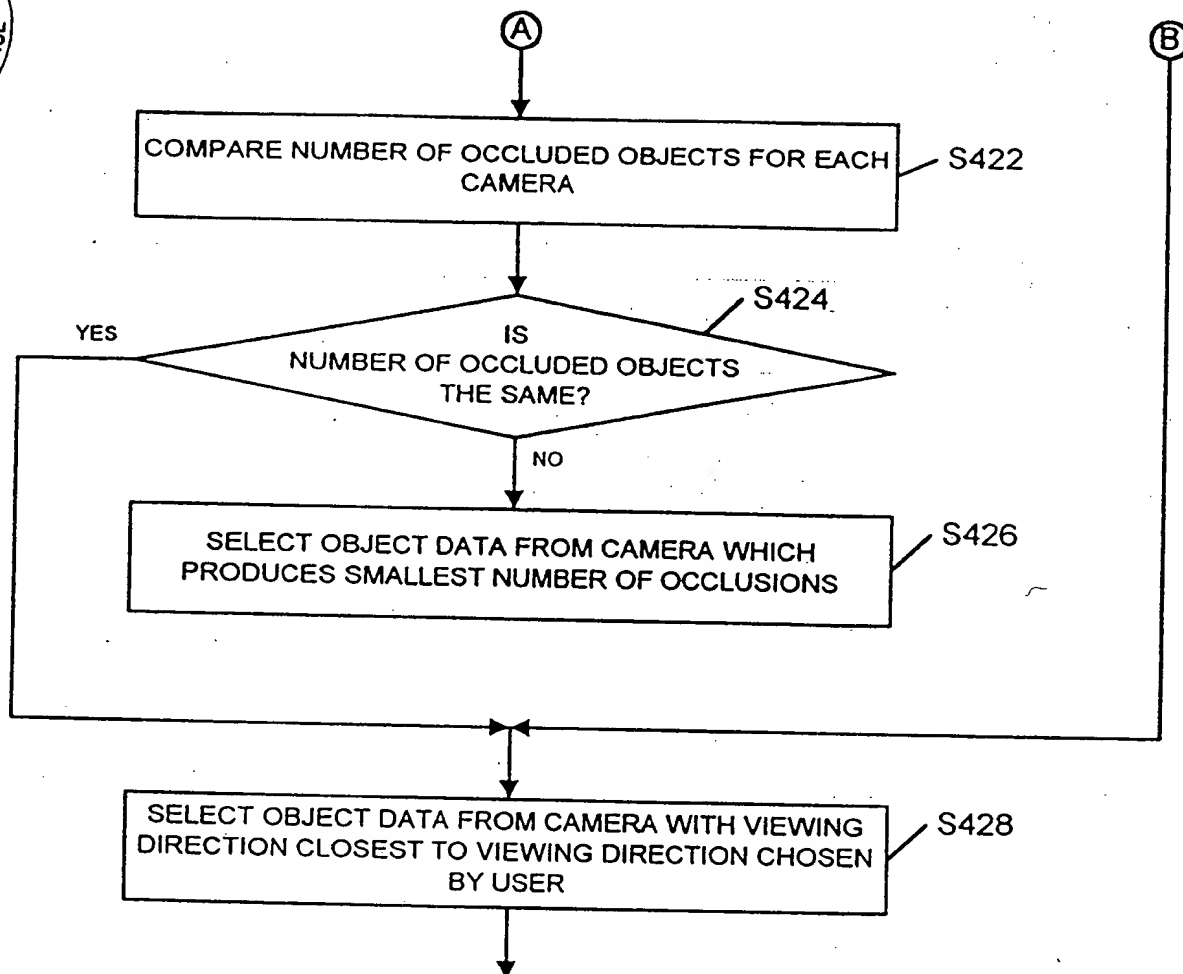 A
B
COMPARE NUMBER OF OCCLUDED OBJECTS FOR EACH
CAMERA
S422
S424
YES
IS
NUMBER OF OCCLUDED OBJECTS
THE SAME?
NO
SELECT OBJECT DATA FROM CAMERA WHICH
PRODUCES SMALLEST NUMBER OF OCCLUSIONS
S426
SELECT OBJECT DATA FROM CAMERA WITH VIEWING
DIRECTION CLOSEST TO VIEWING DIRECTION CHOSEN
BY USER
S428